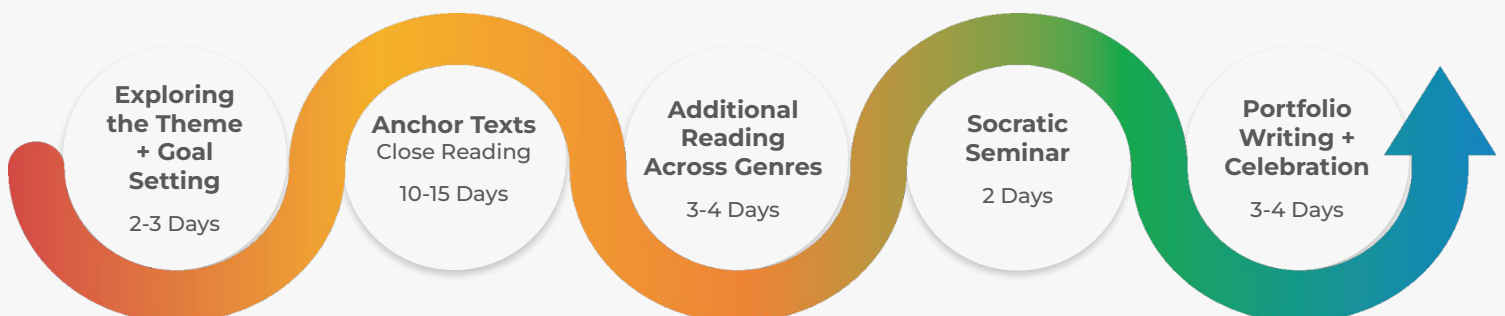 Exploring
the Theme
+ Goal
Setting
2-3 Days
Anchor Texts
Close Reading
10-15 Days
Additional
Reading
Across Genres
3-4 Days
Socratic
Seminar
2 Days
Portfolio
Writing +
Celebration
3-4 Days